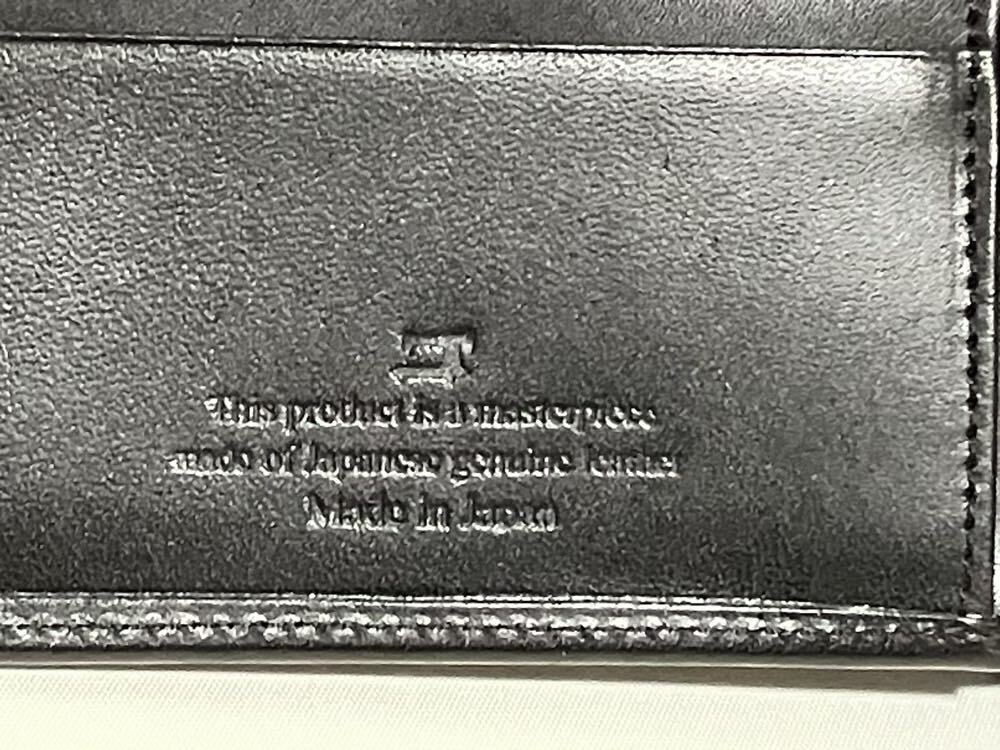 This product is a masterpiece
made of Japanese genuine leather
Made in Japan